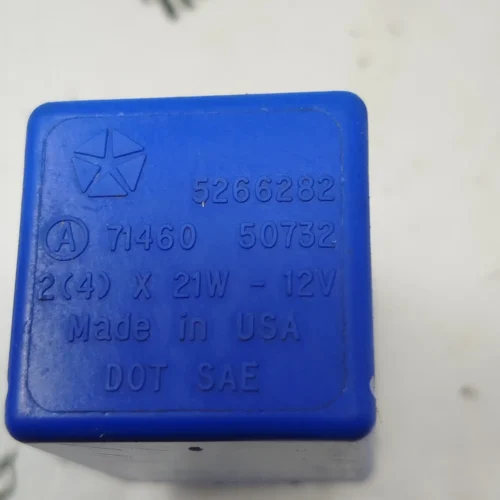 5266282
A 71460 50732
2(4) X 21W - 12V
Made in USA
DOT SAE